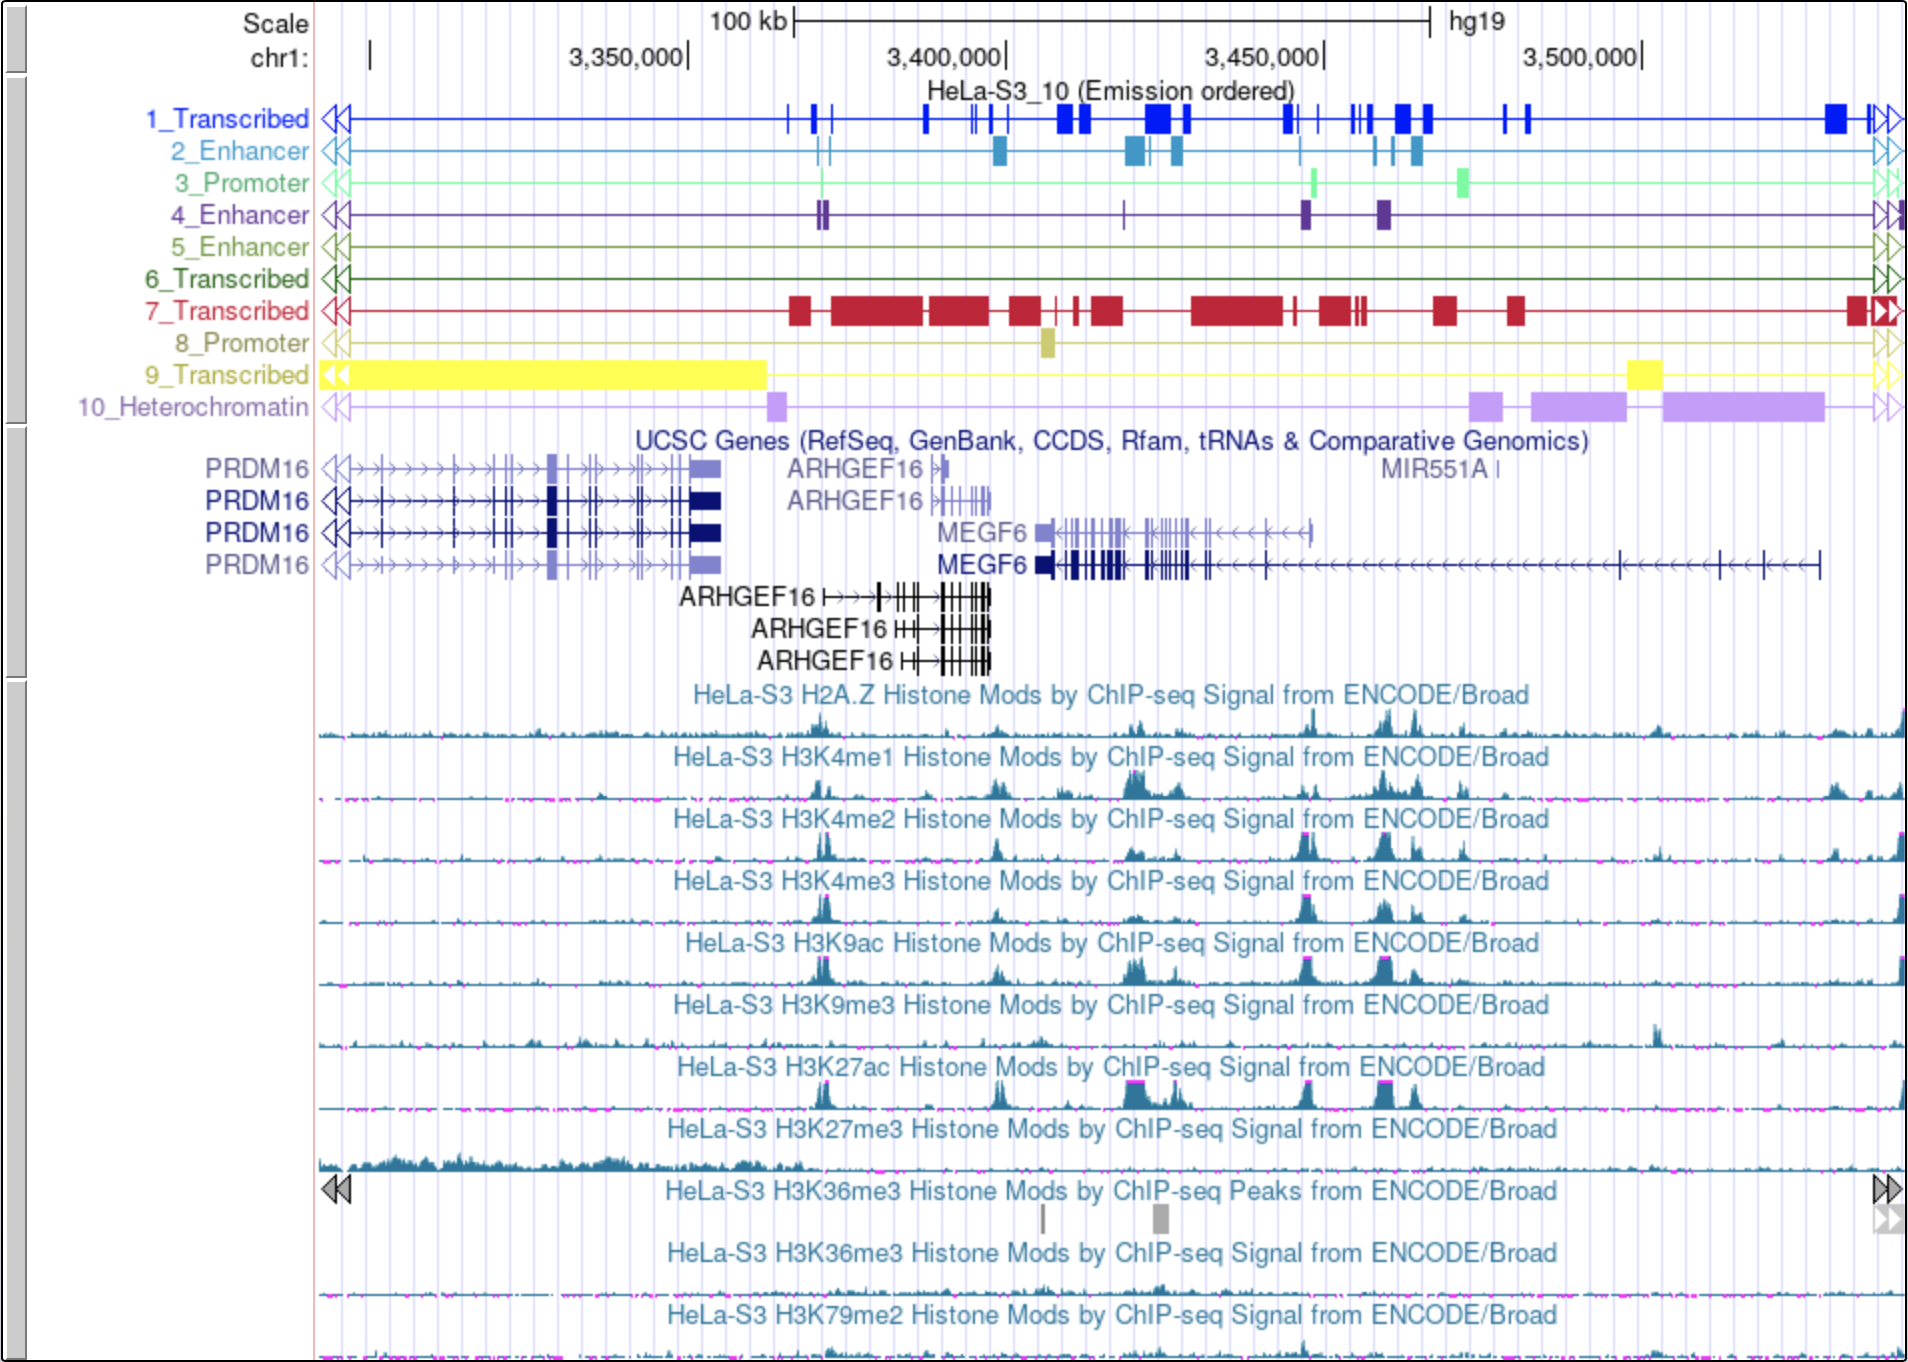 Scale 100 kb hg19
chr1: 3,350,000 3,400,000 3,450,000 3,500,000
HeLa-S3_10 (Emission ordered)
1_Transcribed
2_Enhancer
3_Promoter
4_Enhancer
5_Enhancer
6_Transcribed
7_Transcribed
8_Promoter
9_Transcribed
10_Heterochromatin
UCSC Genes (RefSeq, GenBank, CCDS, Rfam, tRNAs & Comparative Genomics)
PRDM16 ARHGEF16 MIR551A
PRDM16 ARHGEF16
PRDM16 MEGF6
PRDM16 MEGF6
ARHGEF16
ARHGEF16
ARHGEF16
HeLa-S3 H2A.Z Histone Mods by ChIP-seq Signal from ENCODE/Broad
HeLa-S3 H3K4me1 Histone Mods by ChIP-seq Signal from ENCODE/Broad
HeLa-S3 H3K4me2 Histone Mods by ChIP-seq Signal from ENCODE/Broad
HeLa-S3 H3K4me3 Histone Mods by ChIP-seq Signal from ENCODE/Broad
HeLa-S3 H3K9ac Histone Mods by ChIP-seq Signal from ENCODE/Broad
HeLa-S3 H3K9me3 Histone Mods by ChIP-seq Signal from ENCODE/Broad
HeLa-S3 H3K27ac Histone Mods by ChIP-seq Signal from ENCODE/Broad
HeLa-S3 H3K27me3 Histone Mods by ChIP-seq Signal from ENCODE/Broad
HeLa-S3 H3K36me3 Histone Mods by ChIP-seq Peaks from ENCODE/Broad
HeLa-S3 H3K36me3 Histone Mods by ChIP-seq Signal from ENCODE/Broad
HeLa-S3 H3K79me2 Histone Mods by ChIP-seq Signal from ENCODE/Broad